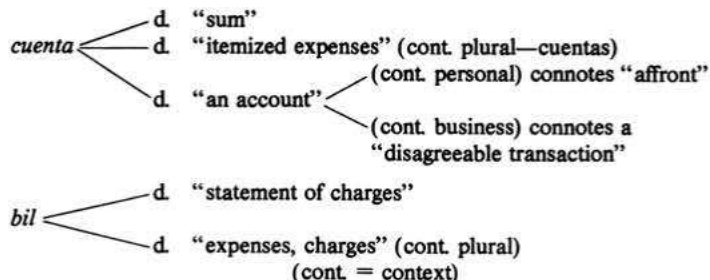 d. “sum”
cuenta d. “itemized expenses” (cont. plural—cuentas)
(cont. personal) connotes “affront”
d. “an account”
(cont. business) connotes a
“disagreeable transaction”
d. “statement of charges”
bil
d. “expenses, charges” (cont. plural)
(cont. = context)